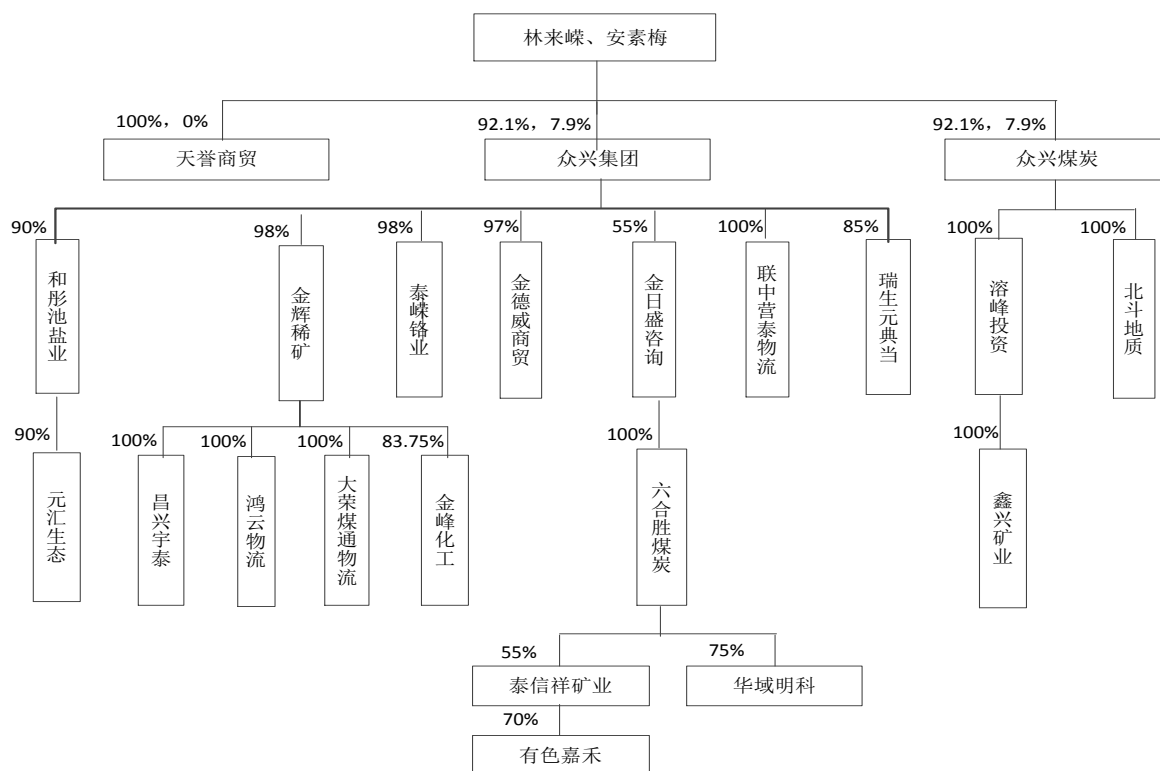 林来嵘、安素梅
100%，0%
92.1%，7.9%
92.1%，7.9%
天誉商贸
众兴集团
众兴煤炭
90%
98%
98%
97%
55%
100%
85%
100%
100%
和彤池盐业
金辉稀矿
泰嵘铬业
金德威商贸
金日盛咨询
联中营泰物流
瑞生元典当
溶峰投资
北斗地质
90%
100%
100%
100%
83.75%
100%
100%
元汇生态
昌兴宇泰
鸿云物流
大荣煤通物流
金峰化工
六合胜煤炭
鑫兴矿业
55%
75%
泰信祥矿业
华域明科
70%
有色嘉禾